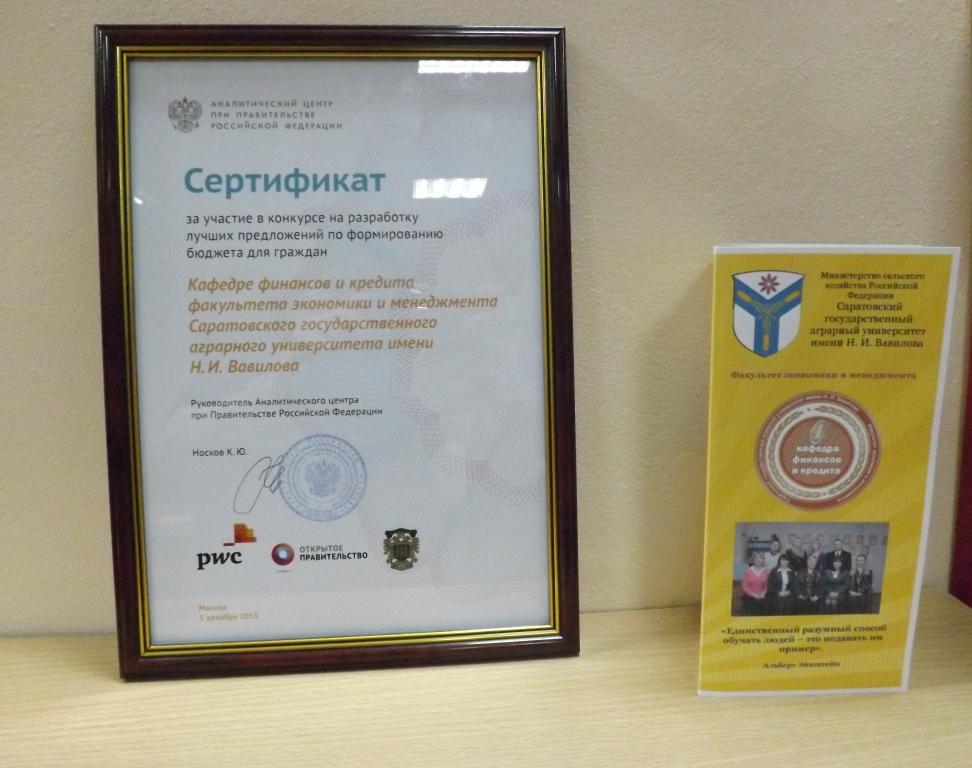 АНАЛИТИЧЕСКИЙ ЦЕНТР
ПРИ ПРАВИТЕЛЬСТВЕ
РОССИЙСКОЙ ФЕДЕРАЦИИ
Сертификат
за участие в конкурсе на разработку
лучших предложений по формированию
бюджета для граждан
Кафедре финансов и кредита
факультета экономики и менеджмента
Саратовского государственного
аграрного университета имени
Н. И. Вавилова
Руководитель Аналитического центра
при Правительстве Российской Федерации
Носков К. Ю.
pwc
ОТКРЫТОЕ
ПРАВИТЕЛЬСТВО
Москва
5 декабря 2013
Министерство сельского
хозяйства Российской
Федерации
Саратовский
государственный
аграрный университет
имени Н. И. Вавилова
Факультет экономики и менеджмента
кафедра
финансов
и кредита
«Единственный разумный способ
обучать людей – это подавать им
пример».
Альберт Эйнштейн